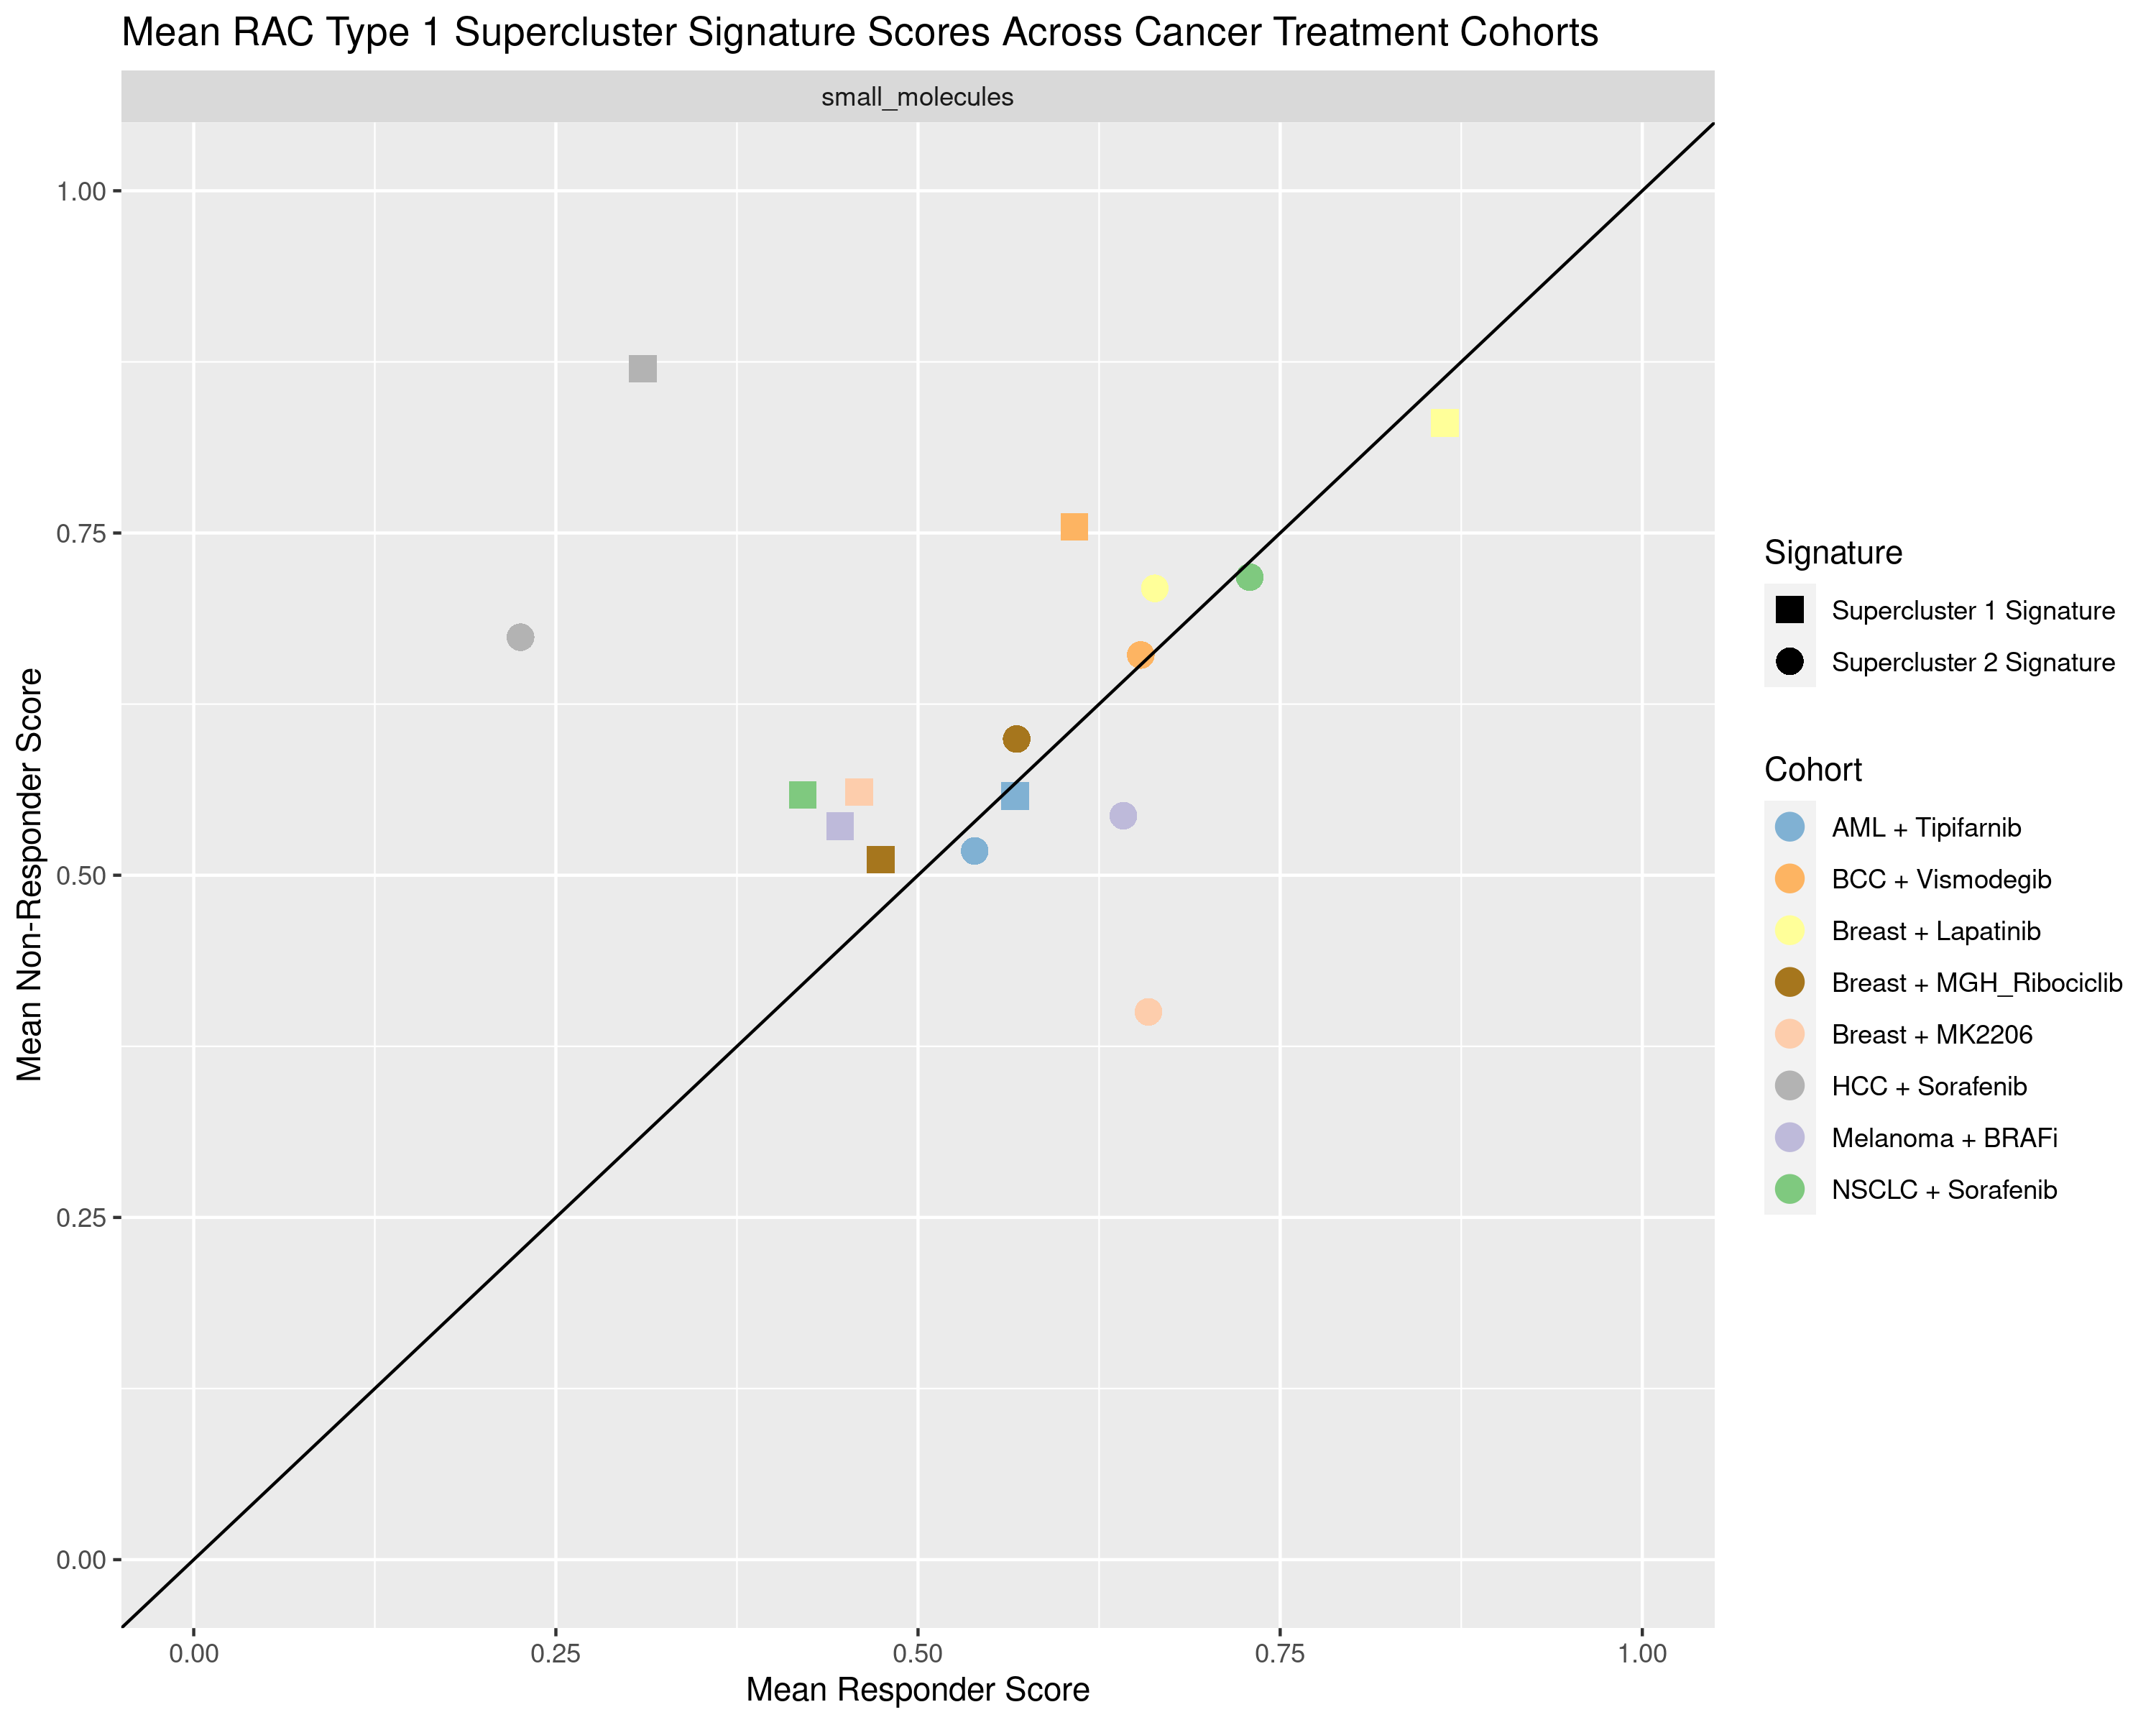 Mean RAC Type 1 Supercluster Signature Scores Across Cancer Treatment Cohorts
small_molecules
1.00
0.75
0.50
0.25
0.00
Mean Non-Responder Score
0.00 0.25 0.50 0.75 1.00
Mean Responder Score
Signature
Supercluster 1 Signature
Supercluster 2 Signature
Cohort
AML + Tipifarnib
BCC + Vismodegib
Breast + Lapatinib
Breast + MGH_Ribociclib
Breast + MK2206
HCC + Sorafenib
Melanoma + BRAFi
NSCLC + Sorafenib